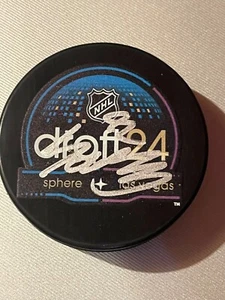 NHL
draft24
sphere las vegas
TM